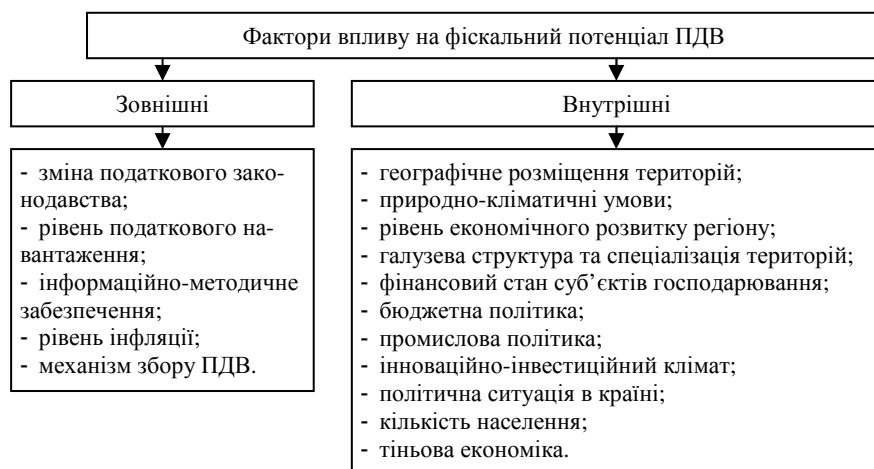 Фактори впливу на фіскальний потенціал ПДВ
Зовнішні
- зміна податкового зако-
нодавства;
- рівень податкового на-
вантаження;
- інформаційно-методичне
забезпечення;
- рівень інфляції;
- механізм збору ПДВ.
Внутрішні
- географічне розміщення територій;
- природно-кліматичні умови;
- рівень економічного розвитку регіону;
- галузева структура та спеціалізація територій;
- фінансовий стан суб’єктів господарювання;
- бюджетна політика;
- промислова політика;
- інноваційно-інвестиційний клімат;
- політична ситуація в країні;
- кількість населення;
- тіньова економіка.